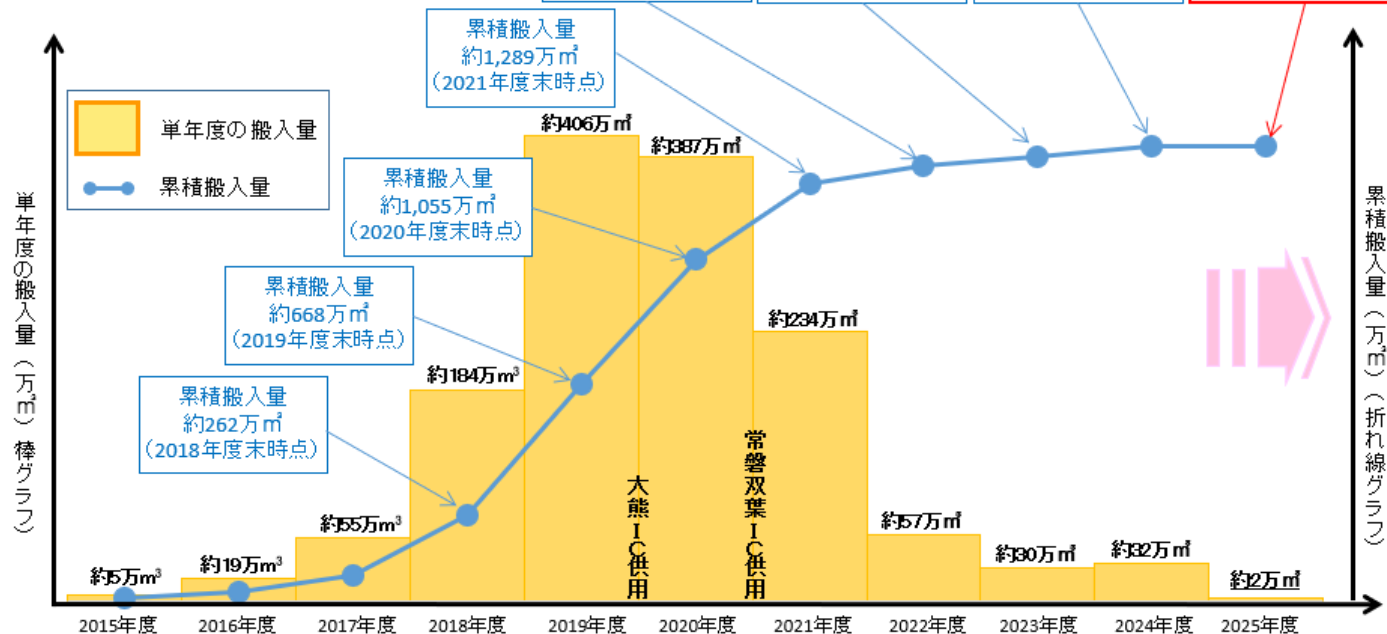 累積搬入量
約1,289万㎥
(2021年度末時点)
単年度の搬入量
累積搬入量
約406万㎥
約387万㎥
累積搬入量
約1,055万㎥
(2020年度末時点)
累積搬入量
約668万㎥
(2019年度末時点)
約234万㎥
約184万m³
累積搬入量
約262万㎥
(2018年度末時点)
約55万m³
約19万m³
約5万m³
大熊IC供用
常磐双葉IC供用
約57万㎥
約30万㎥
約32万㎥
約2万㎥
単年度の搬入量(万㎥)棒グラフ)
累積搬入量(万㎥)(折れ線グラフ)
2015年度
2016年度
2017年度
2018年度
2019年度
2020年度
2021年度
2022年度
2023年度
2024年度
2025年度